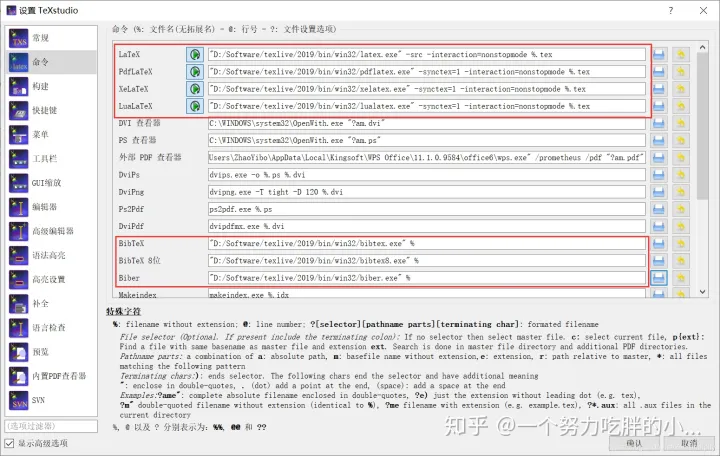 设置 TeXstudio
常规
命令
构建
快捷键
菜单
工具栏
GUI缩放
编辑器
高级编辑器
语法高亮
高亮设置
补全
语言检查
预览
内置PDF查看器
SVN
(选项过滤器)
显示高级选项
命令 (%: 文件名(无拓展名) - @: 行号 - ?: 文件设置选项)
LaTeX "D:/Software/texlive/2019/bin/win32/latex.exe" -src -interaction=nonstopmode %.tex
PdfLaTeX "D:/Software/texlive/2019/bin/win32/pdflatex.exe" -synctex=1 -interaction=nonstopmode %.tex
XeLaTeX "D:/Software/texlive/2019/bin/win32/xelatex.exe" -synctex=1 -interaction=nonstopmode %.tex
LuaLaTeX "D:/Software/texlive/2019/bin/win32/lualatex.exe" -synctex=1 -interaction=nonstopmode %.tex
DVI 查看器 C:\WINDOWS\system32\OpenWith.exe "?am.dvi"
PS 查看器 C:\WINDOWS\system32\OpenWith.exe "?am.ps"
外部 PDF 查看器 Users\ZhaoYibo\AppData\Local\Kingsoft\WPS Office\11.1.0.9584\office6\wps.exe" /prometheus /pdf "?am.pdf"
DviPs dvips.exe -o %.ps %.dvi
DviPng dvipng.exe -T tight -D 120 %.dvi
Ps2Pdf ps2pdf.exe %.ps
DviPdf dvipdfmx.exe %.dvi
BibTeX "D:/Software/texlive/2019/bin/win32/bibtex.exe" %
BibTeX 8位 "D:/Software/texlive/2019/bin/win32/bibtex8.exe" %
Biber "D:/Software/texlive/2019/bin/win32/biber.exe" %
Makeindex makeindex.exe %.idx
特殊字符
%: filename without extension; @: line number; ?[selector][pathname parts][terminating char]: formated filename
File selector (Optional. If present include the terminating colon): If no selector then select master file. c: select current file, p{ext}:
Find a file with same basename as master file and extension ext. Search is done in master file directory and additional PDF directories.
Pathname parts: a combination of a: absolute path, m: basefile name without extension,e: extension, r: path relative to master, *: all files
matching the following pattern
Terminating chars:): ends selector. The following chars end the selector and have additional meaning
": enclose in double-quotes, . (dot) add a point at the end, (space): add a space at the end
Examples:?ame": complete absolute filename enclosed in double-quotes, ?e) just the extension without leading dot (e.g. tex),
?m" double-quoted filename without extension (identical to %), ?me filename with extension (e.g. example.tex), ?*.aux: all .aux files in the
current directory
%, @ 以及 ? 分别表示为: %%, @@ 和 ??
确认
取消
知乎 @一个努力吃胖的小...